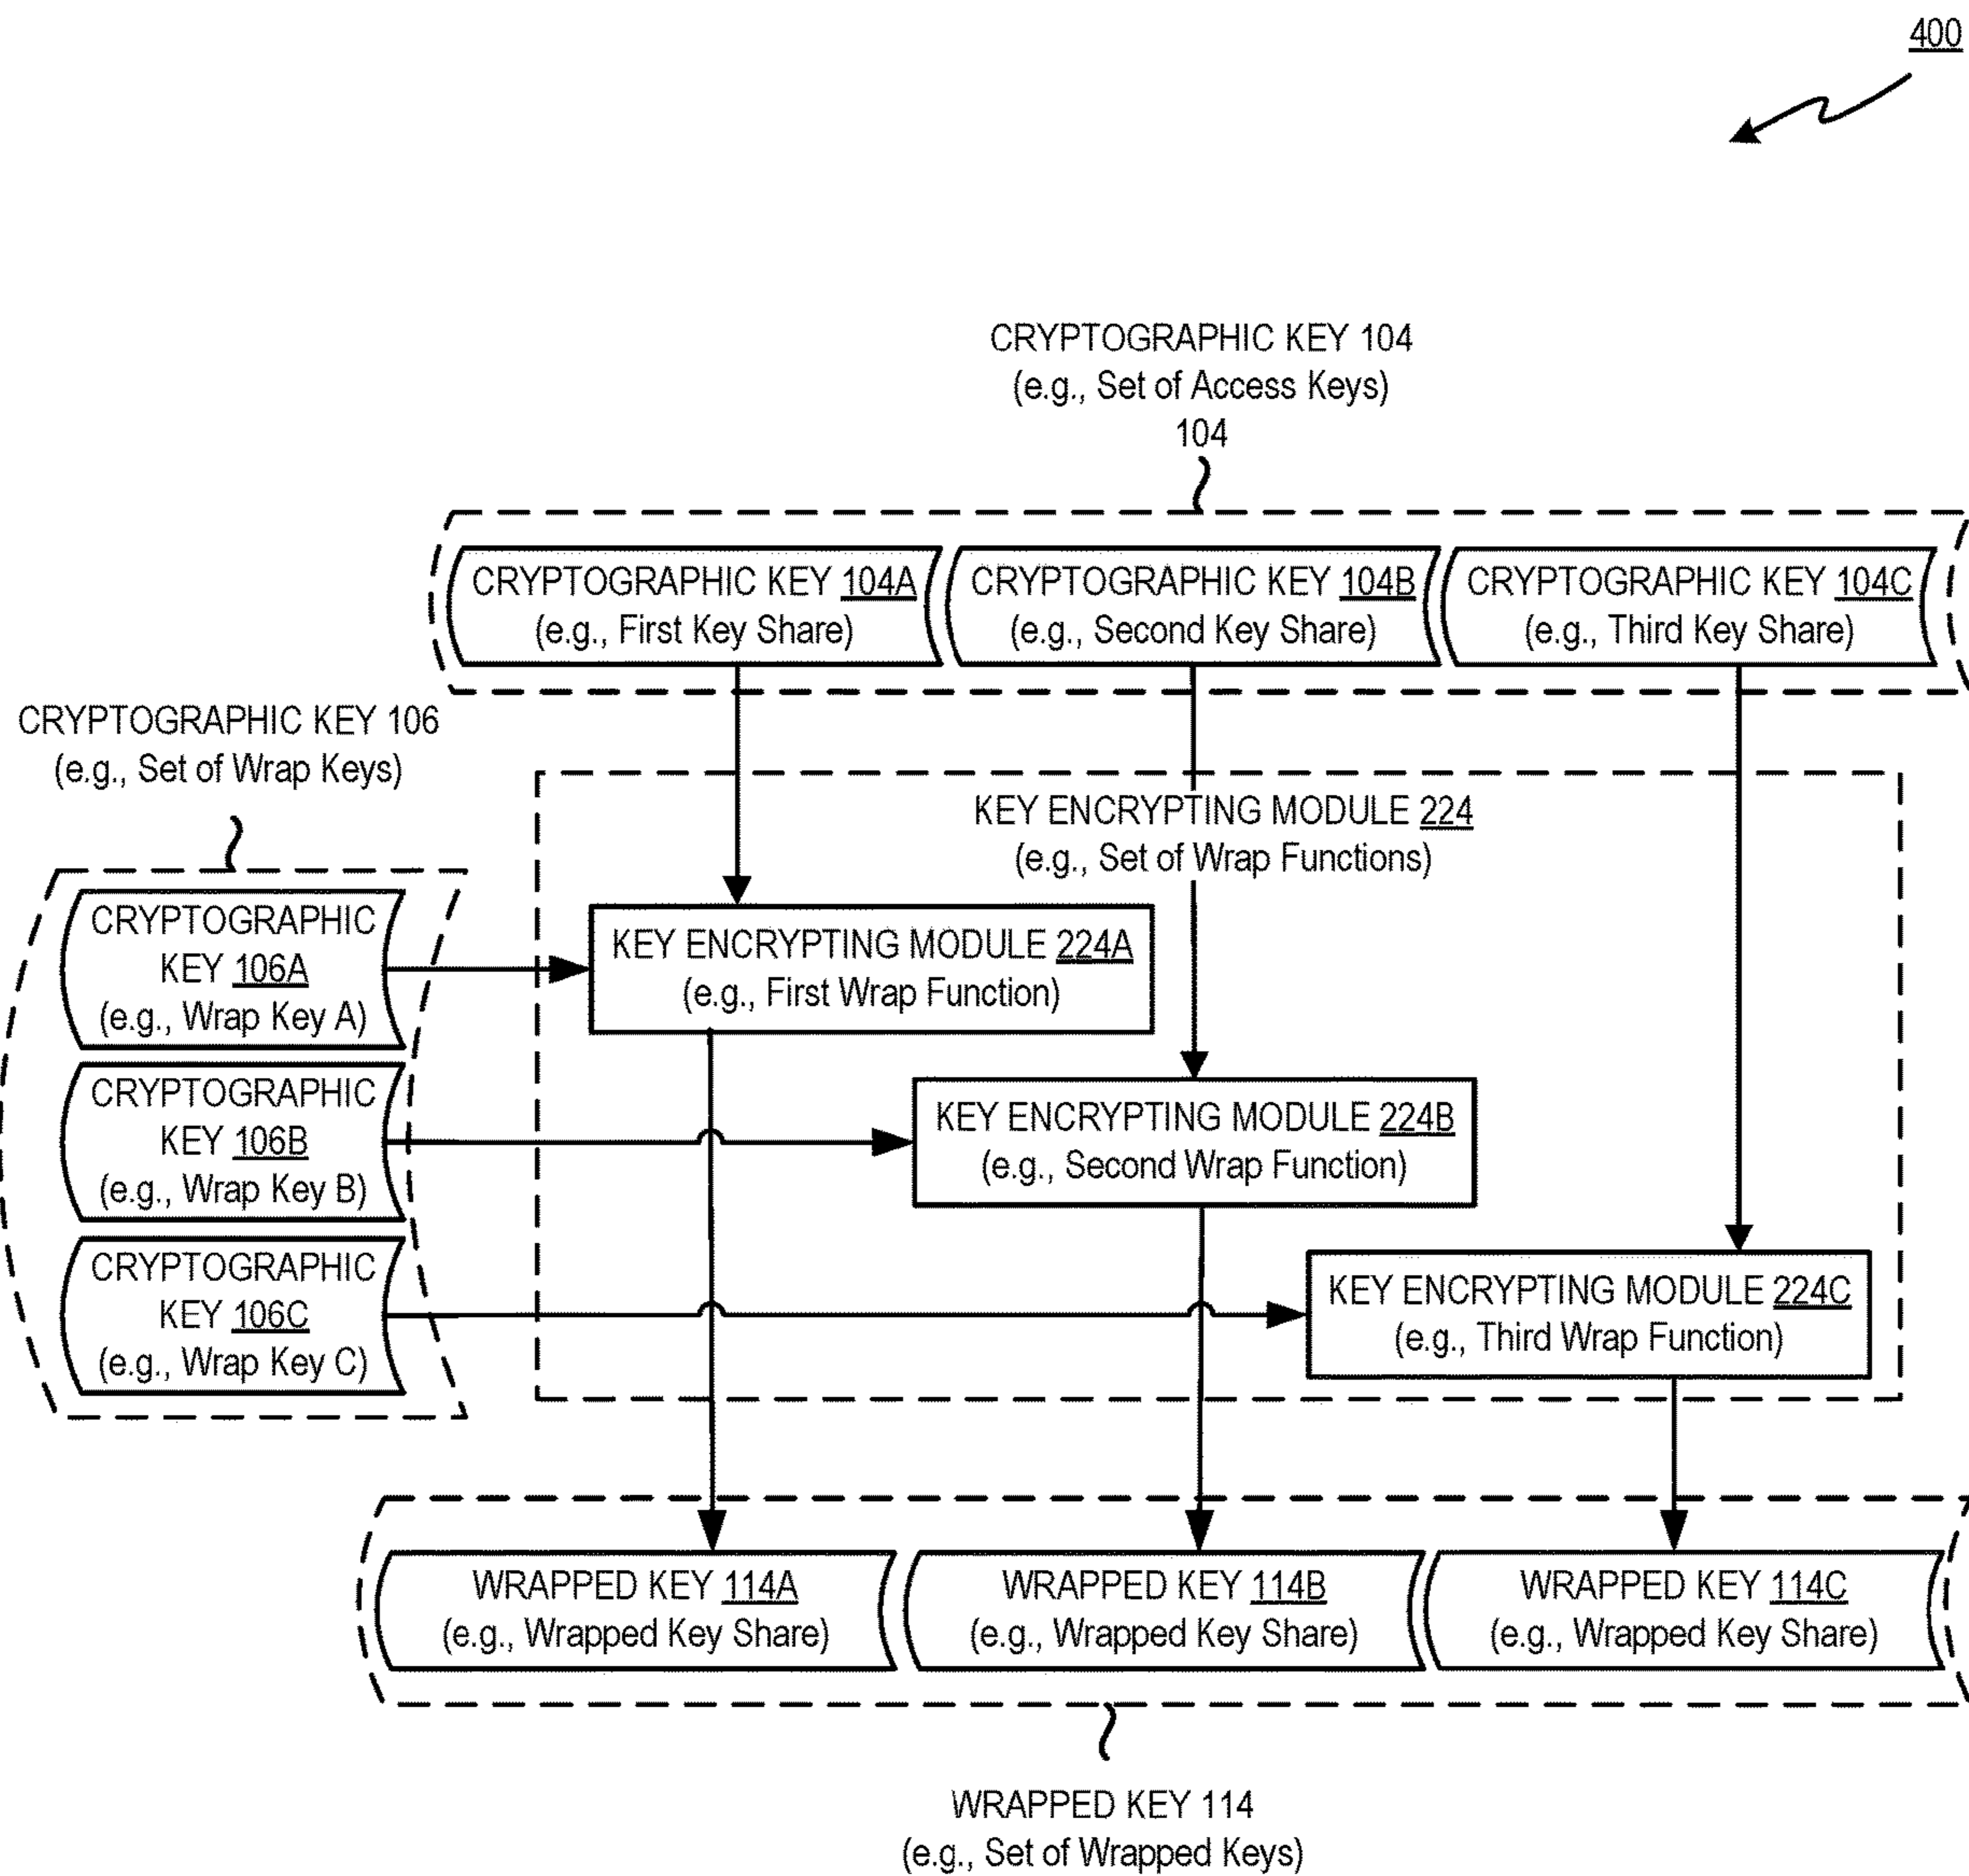 400
CRYPTOGRAPHIC KEY 104
(e.g., Set of Access Keys)
104
CRYPTOGRAPHIC KEY 104A
(e.g., First Key Share)
CRYPTOGRAPHIC KEY 104B
(e.g., Second Key Share)
CRYPTOGRAPHIC KEY 104C
(e.g., Third Key Share)
CRYPTOGRAPHIC KEY 106
(e.g., Set of Wrap Keys)
KEY ENCRYPTING MODULE 224
(e.g., Set of Wrap Functions)
CRYPTOGRAPHIC
KEY 106A
(e.g., Wrap Key A)
KEY ENCRYPTING MODULE 224A
(e.g., First Wrap Function)
CRYPTOGRAPHIC
KEY 106B
(e.g., Wrap Key B)
KEY ENCRYPTING MODULE 224B
(e.g., Second Wrap Function)
CRYPTOGRAPHIC
KEY 106C
(e.g., Wrap Key C)
KEY ENCRYPTING MODULE 224C
(e.g., Third Wrap Function)
WRAPPED KEY 114A
(e.g., Wrapped Key Share)
WRAPPED KEY 114B
(e.g., Wrapped Key Share)
WRAPPED KEY 114C
(e.g., Wrapped Key Share)
WRAPPED KEY 114
(e.g., Set of Wrapped Keys)